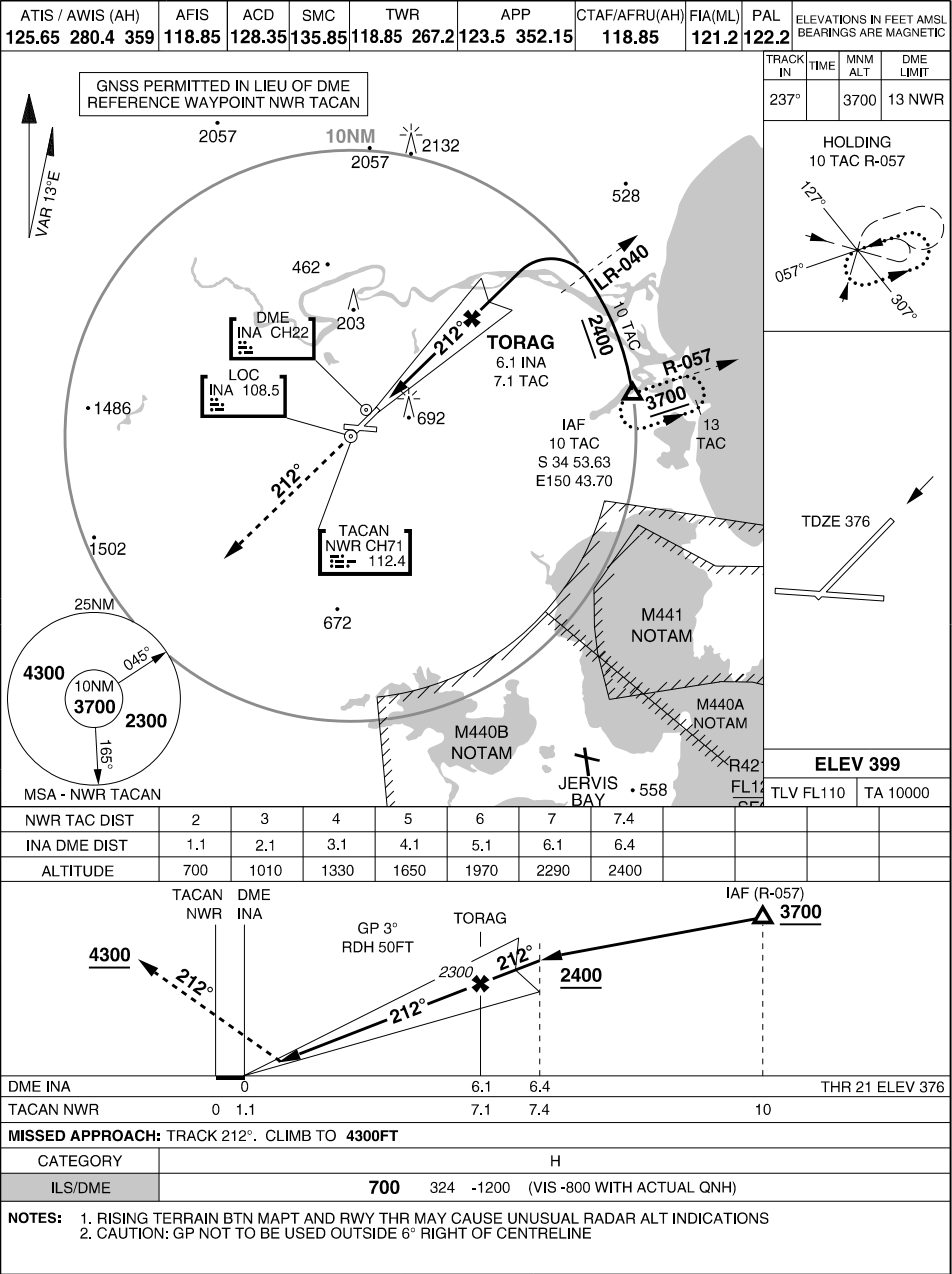 ATIS / AWIS (AH) AFIS ACD SMC TWR APP CTAF/AFRU(AH) FIA(ML) PAL ELEVATIONS IN FEET AMSL
125.65 280.4 359 118.85 128.35 135.85 118.85 267.2 123.5 352.15 118.85 121.2 122.2 BEARINGS ARE MAGNETIC
GNSS PERMITTED IN LIEU OF DME
REFERENCE WAYPOINT NWR TACAN
TRACK IN TIME MNM ALT DME LIMIT
237° 3700 13 NWR
VAR 13°E
2057
10NM
2057
2132
528
HOLDING
10 TAC R-057
127°
057°
307°
462
203
LR-040
10 TAC
2400
DME
INA CH22
LOC
INA 108.5
212°
TORAG
6.1 INA
7.1 TAC
R-057
3700
13
TAC
1486
692
IAF
10 TAC
S 34 53.63
E150 43.70
212°
TACAN
NWR CH71
112.4
1502
TDZE 376
672
M441
NOTAM
M440A
NOTAM
M440B
NOTAM
R421
FL12
JERVIS
BAY
558
25NM
4300
045°
10NM
3700
2300
165°
MSA - NWR TACAN
ELEV 399
TLV FL110 TA 10000
NWR TAC DIST 2 3 4 5 6 7 7.4
INA DME DIST 1.1 2.1 3.1 4.1 5.1 6.1 6.4
ALTITUDE 700 1010 1330 1650 1970 2290 2400
TACAN DME
NWR INA
GP 3°
RDH 50FT
TORAG
IAF (R-057)
3700
4300
212°
2300
212°
2400
212°
DME INA 0 6.1 6.4 THR 21 ELEV 376
TACAN NWR 0 1.1 7.1 7.4 10
MISSED APPROACH: TRACK 212°. CLIMB TO 4300FT
CATEGORY H
ILS/DME 700 324 -1200 (VIS -800 WITH ACTUAL QNH)
NOTES: 1. RISING TERRAIN BTN MAPT AND RWY THR MAY CAUSE UNUSUAL RADAR ALT INDICATIONS
2. CAUTION: GP NOT TO BE USED OUTSIDE 6° RIGHT OF CENTRELINE